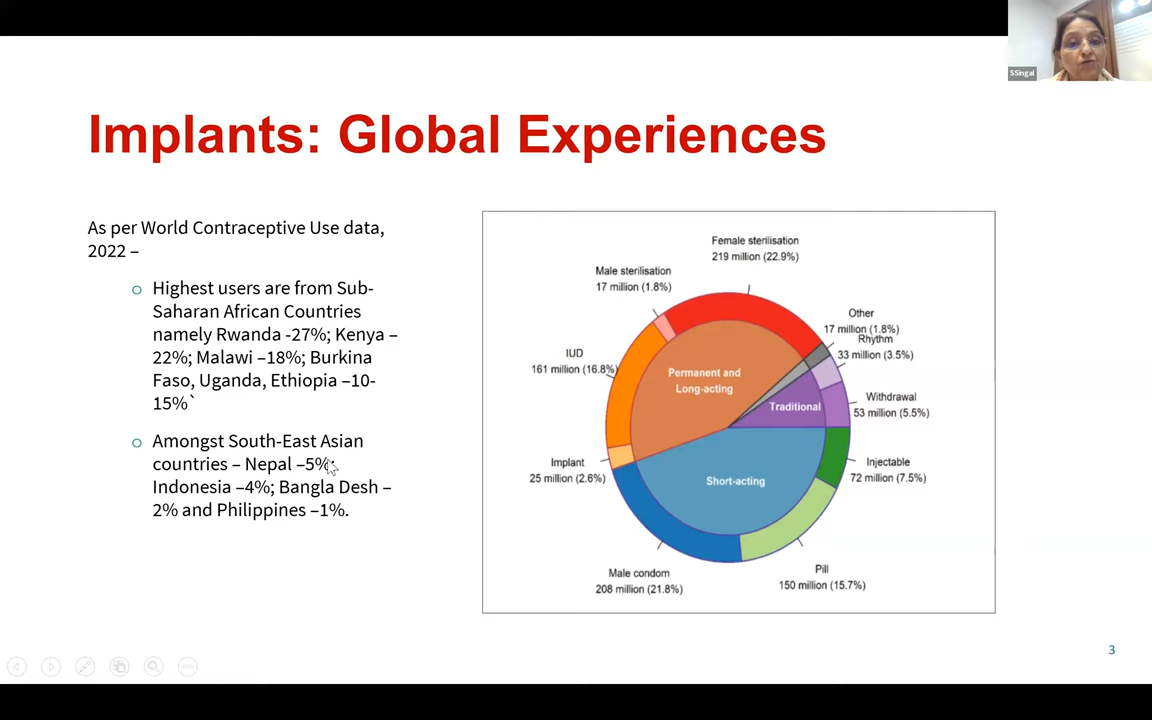 SSingal
Implants: Global Experiences
As per World Contraceptive Use data,
2022 –
o Highest users are from Sub-
Saharan African Countries
namely Rwanda -27%; Kenya –
22%; Malawi –18%; Burkina
Faso, Uganda, Ethiopia –10-
15%`
o Amongst South-East Asian
countries – Nepal –5%;
Indonesia –4%; Bangla Desh –
2% and Philippines –1%.
Female sterilisation
219 million (22.9%)
Male sterilisation
17 million (1.8%)
Other
17 million (1.8%)
Rhythm
33 million (3.5%)
IUD
161 million (16.8%)
Permanent and
Long-acting
Traditional
Withdrawal
53 million (5.5%)
Implant
25 million (2.6%)
Injectable
72 million (7.5%)
Short-acting
Male condom
208 million (21.8%)
Pill
150 million (15.7%)
3